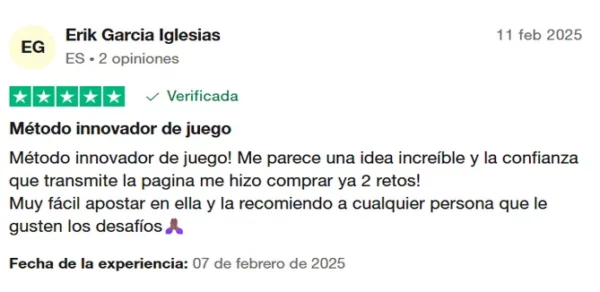 EG
Erik Garcia Iglesias
11 feb 2025
ES • 2 opiniones
Verificada
Método innovador de juego
Método innovador de juego! Me parece una idea increíble y la confianza
que transmite la pagina me hizo comprar ya 2 retos!
Muy fácil apostar en ella y la recomiendo a cualquier persona que le
gusten los desafíos🙏🏾
Fecha de la experiencia: 07 de febrero de 2025